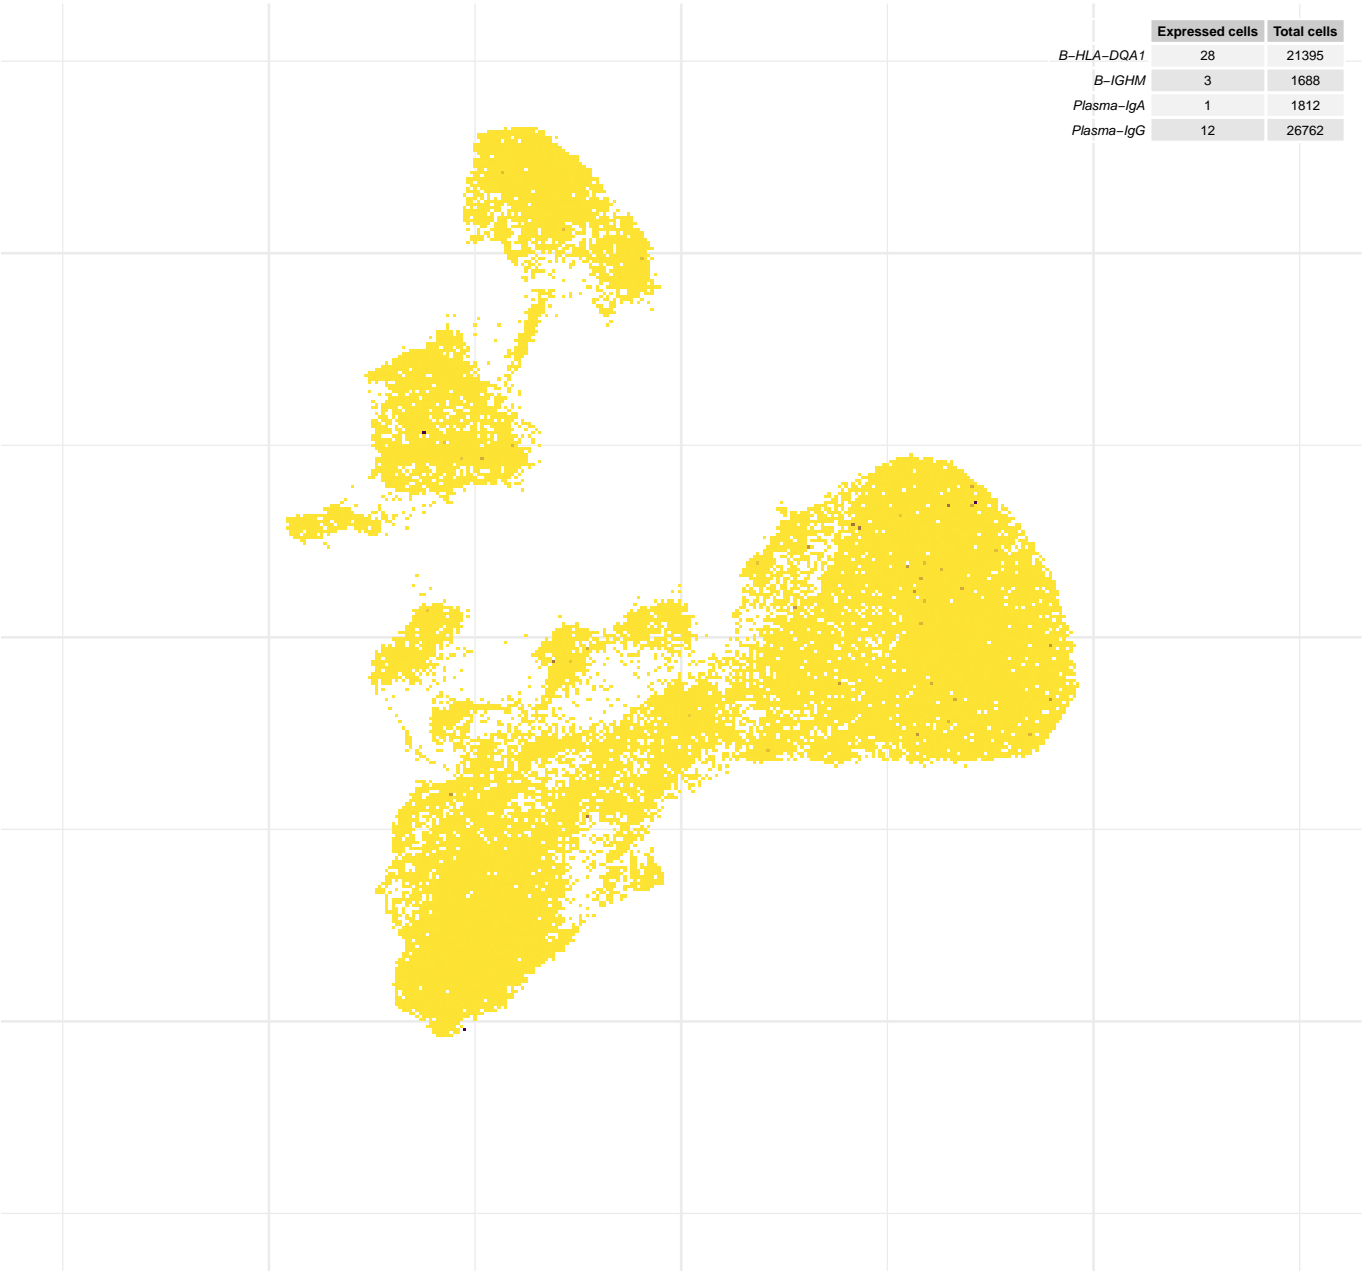 Expressed cells Total cells
B−HLA−DQA1 28 21395
B−IGHM 3 1688
Plasma−IgA 1 1812
Plasma−IgG 12 26762